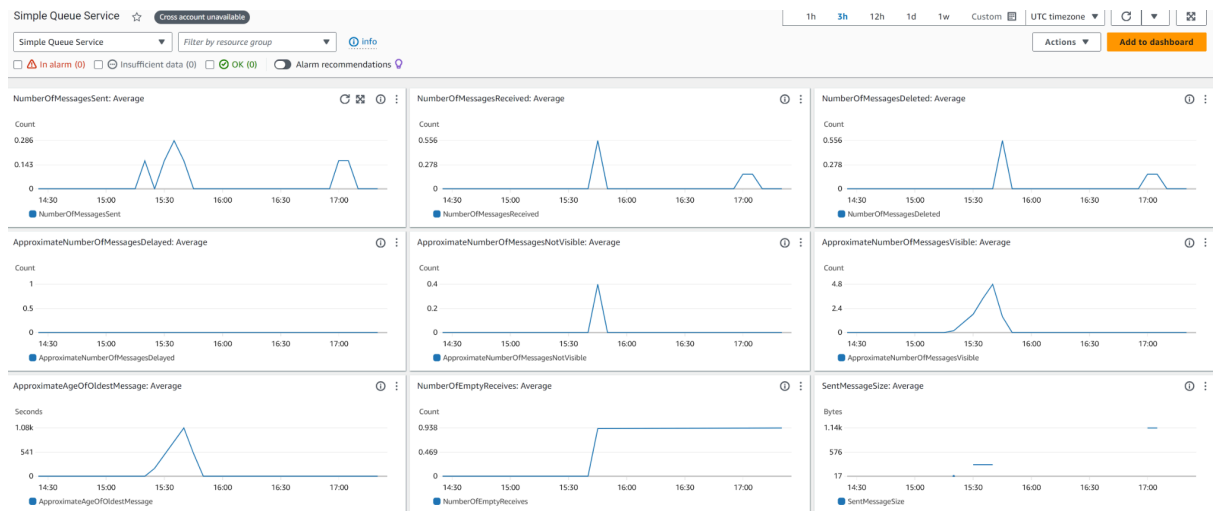 Simple Queue Service Cross account unavailable 1h 3h 12h 1d 1w Custom UTC timezone
Simple Queue Service Filter by resource group info Actions Add to dashboard
In alarm (0) Insufficient data (0) OK (0) Alarm recommendations
NumberOfMessagesSent: Average
Count
0.286
0.143
0
14:30 15:00 15:30 16:00 16:30 17:00
NumberOfMessagesSent
NumberOfMessagesReceived: Average
Count
0.556
0.278
0
14:30 15:00 15:30 16:00 16:30 17:00
NumberOfMessagesReceived
NumberOfMessagesDeleted: Average
Count
0.556
0.278
0
14:30 15:00 15:30 16:00 16:30 17:00
NumberOfMessagesDeleted
ApproximateNumberOfMessagesDelayed: Average
Count
1
0.5
0
14:30 15:00 15:30 16:00 16:30 17:00
ApproximateNumberOfMessagesDelayed
ApproximateNumberOfMessagesNotVisible: Average
Count
0.4
0.2
0
14:30 15:00 15:30 16:00 16:30 17:00
ApproximateNumberOfMessagesNotVisible
ApproximateNumberOfMessagesVisible: Average
Count
4.8
2.4
0
14:30 15:00 15:30 16:00 16:30 17:00
ApproximateNumberOfMessagesVisible
ApproximateAgeOfOldestMessage: Average
Seconds
1.08k
541
0
14:30 15:00 15:30 16:00 16:30 17:00
ApproximateAgeOfOldestMessage
NumberOfEmptyReceives: Average
Count
0.938
0.469
0
14:30 15:00 15:30 16:00 16:30 17:00
NumberOfEmptyReceives
SentMessageSize: Average
Bytes
1.14k
576
17
14:30 15:00 15:30 16:00 16:30 17:00
SentMessageSize